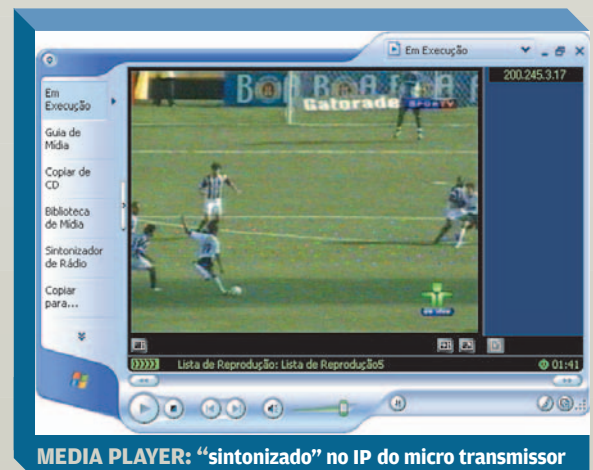 Em Execução
200.245.3.17
Em
Execução
Guia de
Mídia
Copiar de
CD
Biblioteca
de Mídia
Sintonizador
de Rádio
Copiar
para...
Gatorade
SPORTV
Lista de Reprodução: Lista de Reprodução5
01:41
MEDIA PLAYER: “sintonizado” no IP do micro transmissor